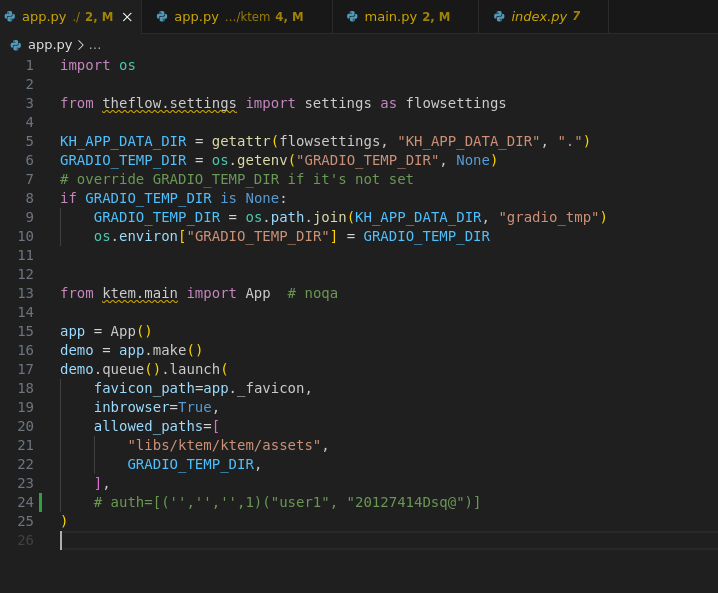 app.py ./ 2, M
app.py .../ktem 4, M
main.py 2, M
index.py 7
app.py > ...
1 import os
2
3 from theflow.settings import settings as flowsettings
4
5 KH_APP_DATA_DIR = getattr(flowsettings, "KH_APP_DATA_DIR", ".")
6 GRADIO_TEMP_DIR = os.getenv("GRADIO_TEMP_DIR", None)
7 # override GRADIO_TEMP_DIR if it's not set
8 if GRADIO_TEMP_DIR is None:
9     GRADIO_TEMP_DIR = os.path.join(KH_APP_DATA_DIR, "gradio_tmp")
10     os.environ["GRADIO_TEMP_DIR"] = GRADIO_TEMP_DIR
11
12
13 from ktem.main import App  # noqa
14
15 app = App()
16 demo = app.make()
17 demo.queue().launch(
18     favicon_path=app._favicon,
19     inbrowser=True,
20     allowed_paths=[
21         "libs/ktem/ktem/assets",
22         GRADIO_TEMP_DIR,
23     ],
24     # auth=[('','','',1)("user1", "20127414Dsq@")]
25 )
26